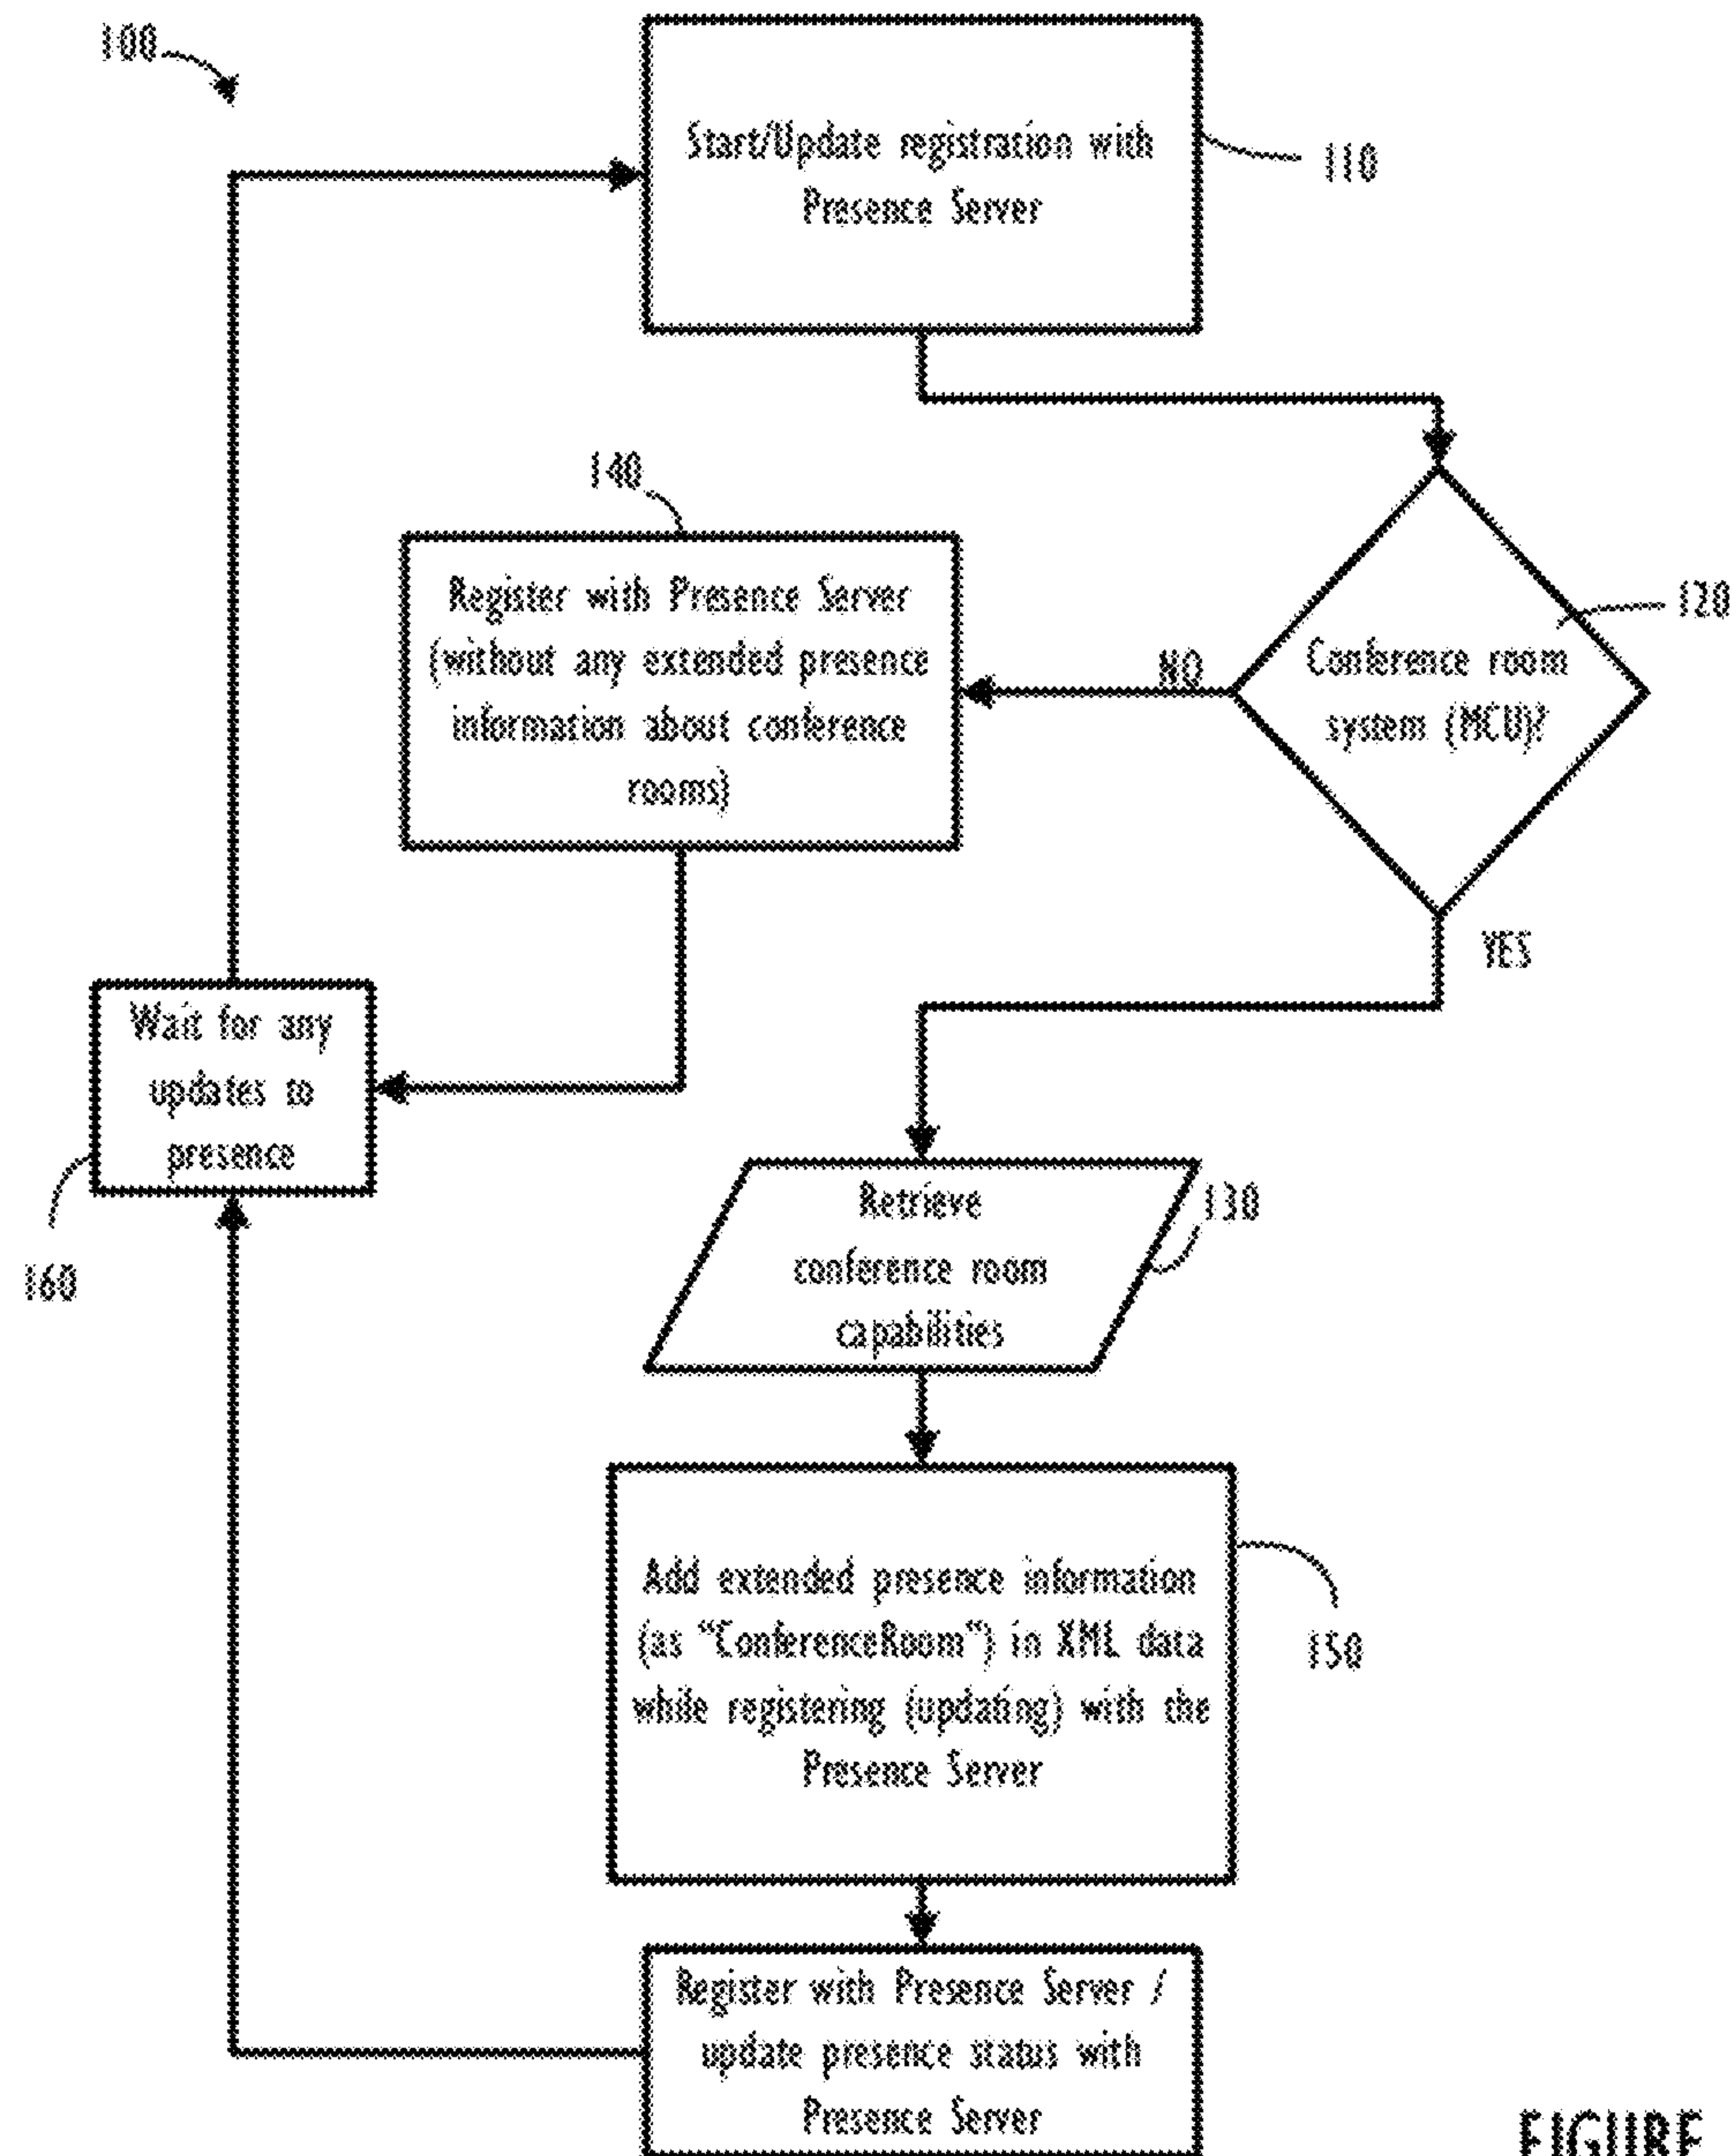 100
Start/Update registration with
Presence Server
110
140
Register with Presence Server
(without any extended presence
information about conference
rooms)
NO
120
Conference room
system (MCU)?
YES
Wait for any
updates to
presence
160
Retrieve
conference room
capabilities
130
Add extended presence information
(as "ConferenceRoom") in XML data
while registering (updating) with the
Presence Server
150
Register with Presence Server /
update presence status with
Presence Server
FIGURE